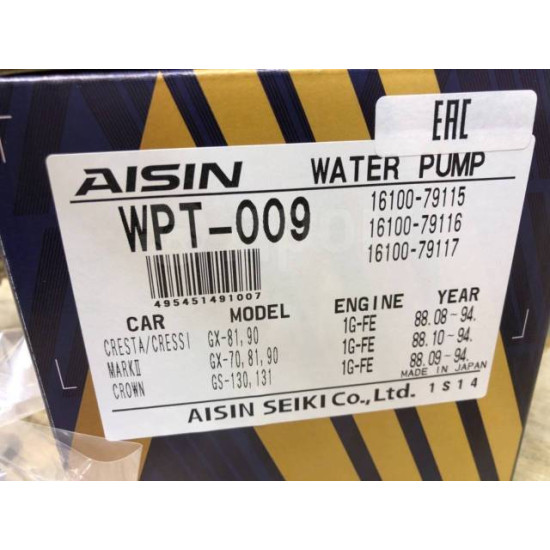 EAC
AISIN WATER PUMP
WPT-009 16100-79115
16100-79116
16100-79117
495451491007
CAR MODEL ENGINE YEAR
CRESTA/CRESSI GX-81,90 1G-FE 88.08~94.
MARKⅡ GX-70,81,90 1G-FE 88.10~94.
CROWN GS-130,131 1G-FE 88.09~94.
MADE IN JAPAN
AISIN SEIKI Co.,Ltd. 1S14